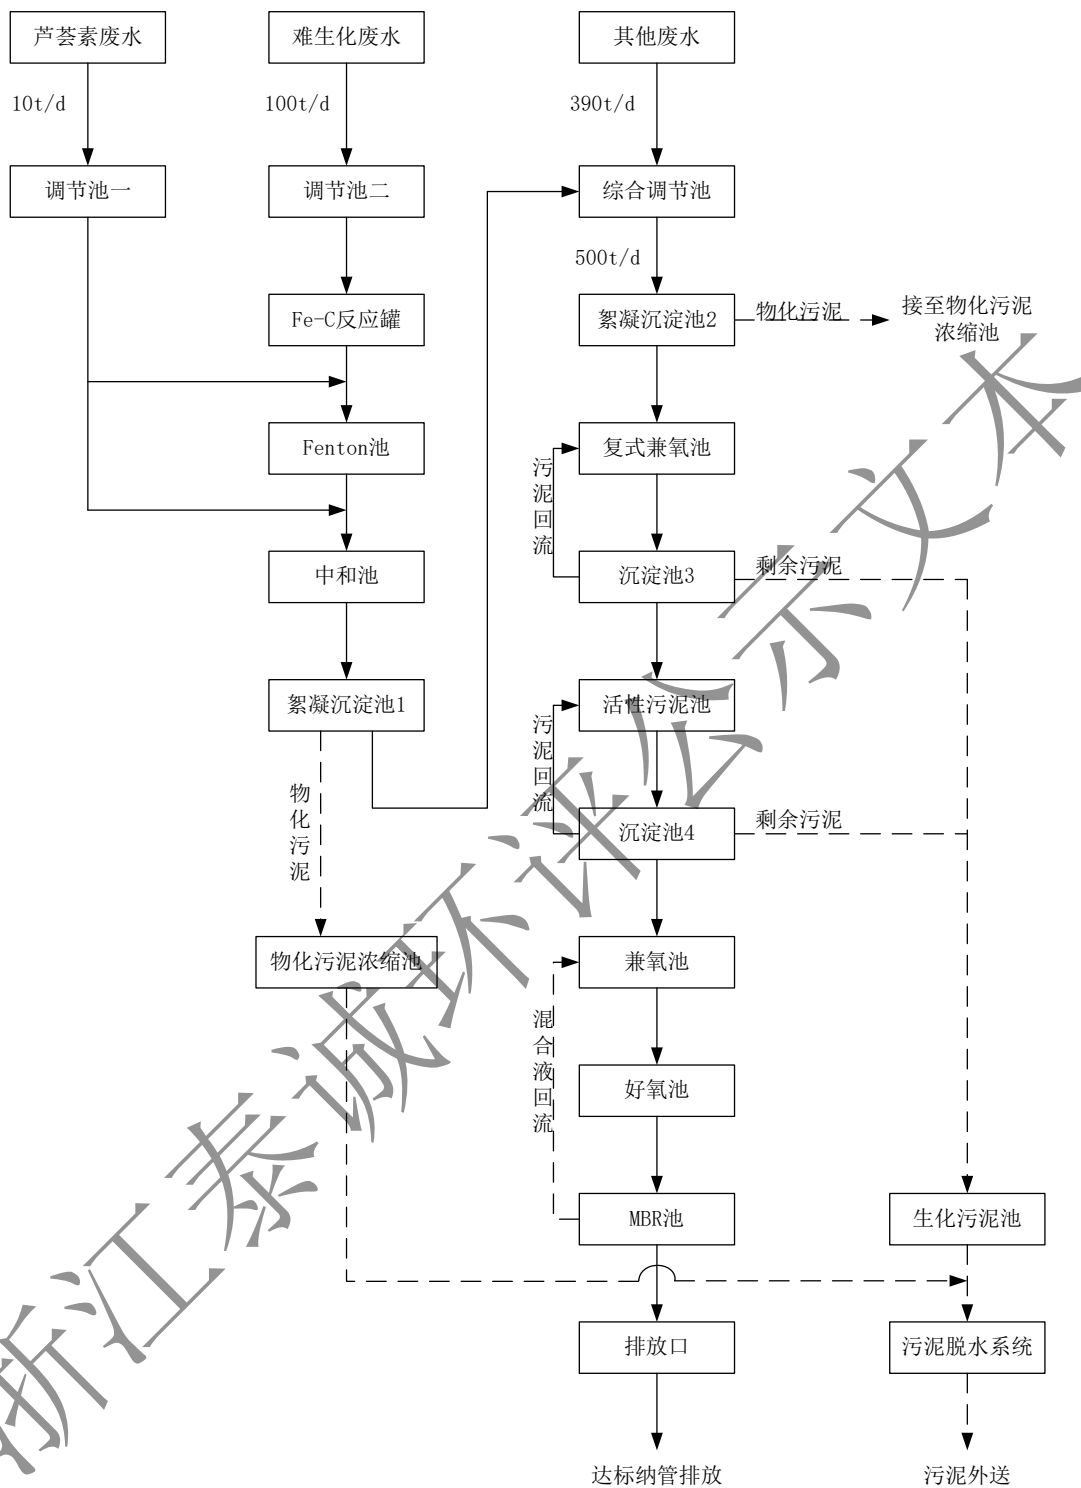 芦荟素废水
难生化废水
其他废水
10t/d
100t/d
390t/d
调节池一
调节池二
综合调节池
500t/d
Fe-C反应罐
絮凝沉淀池2
物化污泥
接至物化污泥
浓缩池
Fenton池
复式兼氧池
污泥回流
中和池
沉淀池3
剩余污泥
絮凝沉淀池1
活性污泥池
污泥回流
物化污泥
沉淀池4
剩余污泥
物化污泥浓缩池
兼氧池
混合液回流
好氧池
MBR池
生化污泥池
排放口
污泥脱水系统
达标纳管排放
污泥外送
浙江泰诚环评公示文本